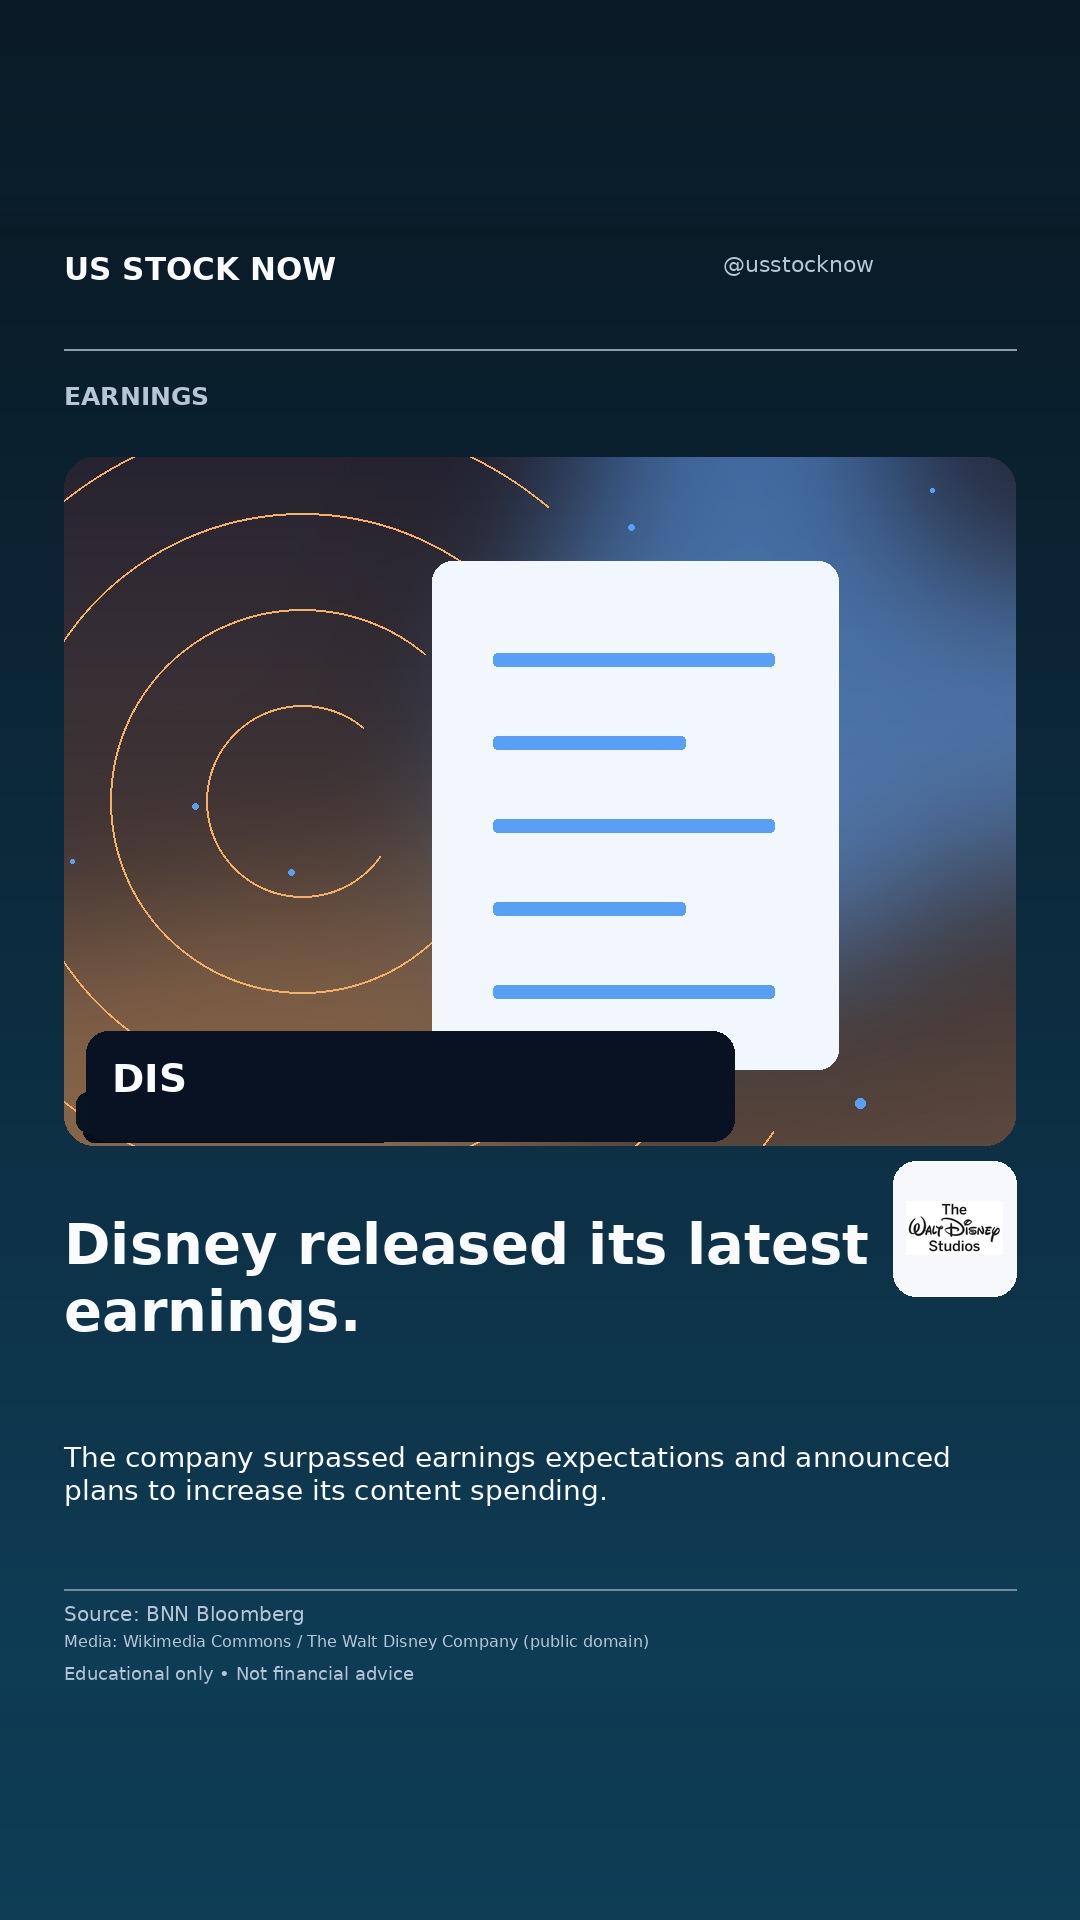 US STOCK NOW
@usstocknow
EARNINGS
DIS
Disney released its latest
earnings.
The
Walt Disney
Studios
The company surpassed earnings expectations and announced
plans to increase its content spending.
Source: BNN Bloomberg
Media: Wikimedia Commons / The Walt Disney Company (public domain)
Educational only • Not financial advice